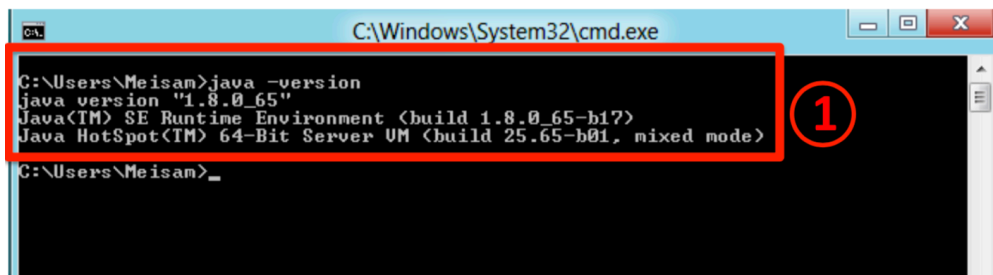 C:\Windows\System32\cmd.exe
C:\Users\Meisam>java -version
java version "1.8.0_65"
Java(TM) SE Runtime Environment (build 1.8.0_65-b17)
Java HotSpot(TM) 64-Bit Server VM (build 25.65-b01, mixed mode)
1
C:\Users\Meisam>_